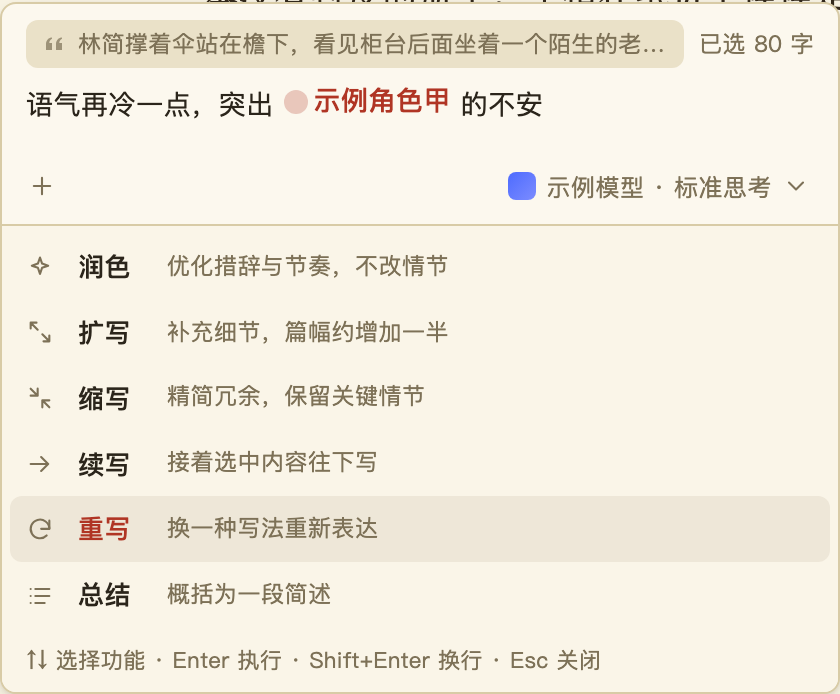 “ 林简撑着伞站在檐下，看见柜台后面坐着一个陌生的老… 已选 80 字
语气再冷一点，突出 示例角色甲 的不安
示例模型 · 标准思考
润色 优化措辞与节奏，不改情节
扩写 补充细节，篇幅约增加一半
缩写 精简冗余，保留关键情节
续写 接着选中内容往下写
重写 换一种写法重新表达
总结 概括为一段简述
↑↓ 选择功能 · Enter 执行 · Shift+Enter 换行 · Esc 关闭